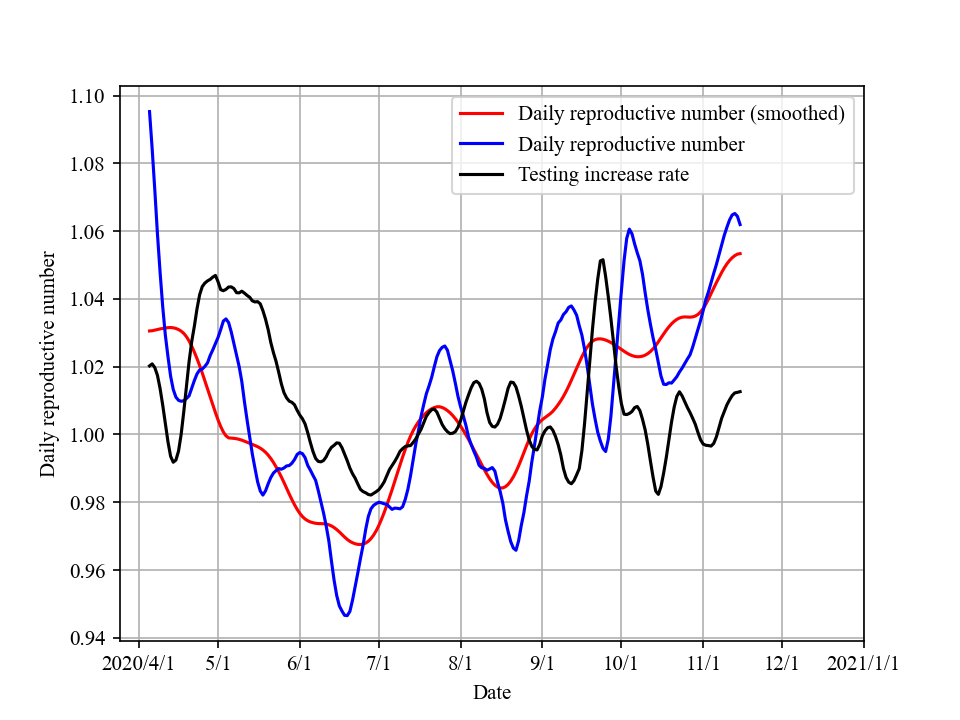 1.10
1.08
1.06
1.04
1.02
1.00
0.98
0.96
0.94
Daily reproductive number
Daily reproductive number (smoothed)
Daily reproductive number
Testing increase rate
2020/4/1 5/1 6/1 7/1 8/1 9/1 10/1 11/1 12/1 2021/1/1
Date